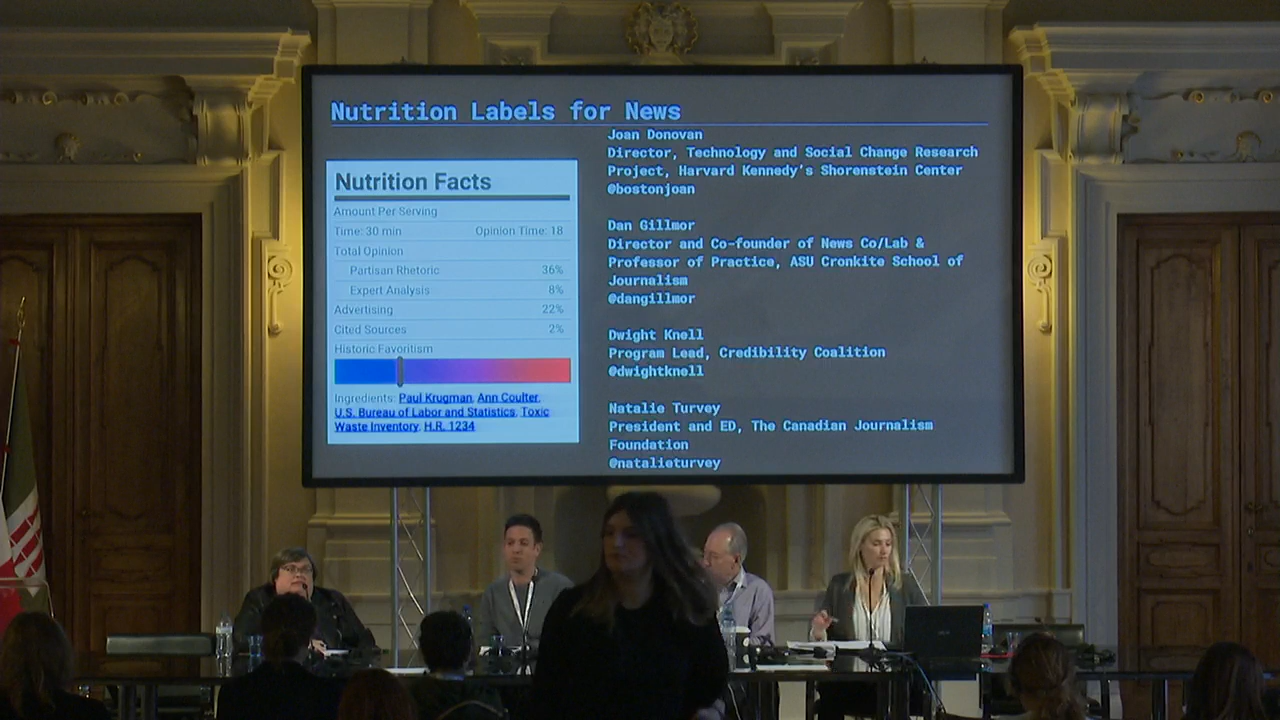 Nutrition Labels for News
Nutrition Facts
Amount Per Serving
Time: 30 min Opinion Time: 18
Total Opinion
Partisan Rhetoric 36%
Expert Analysis 8%
Advertising 22%
Cited Sources 2%
Historic Favoritism
Ingredients: Paul Krugman, Ann Coulter,
U.S. Bureau of Labor and Statistics, Toxic
Waste Inventory, H.R. 1234
Joan Donovan
Director, Technology and Social Change Research
Project, Harvard Kennedy's Shorenstein Center
@bostonjoan
Dan Gillmor
Director and Co-founder of News Co/Lab &
Professor of Practice, ASU Cronkite School of
Journalism
@dangillmor
Dwight Knell
Program Lead, Credibility Coalition
@dwightknell
Natalie Turvey
President and ED, The Canadian Journalism
Foundation
@natalieturvey